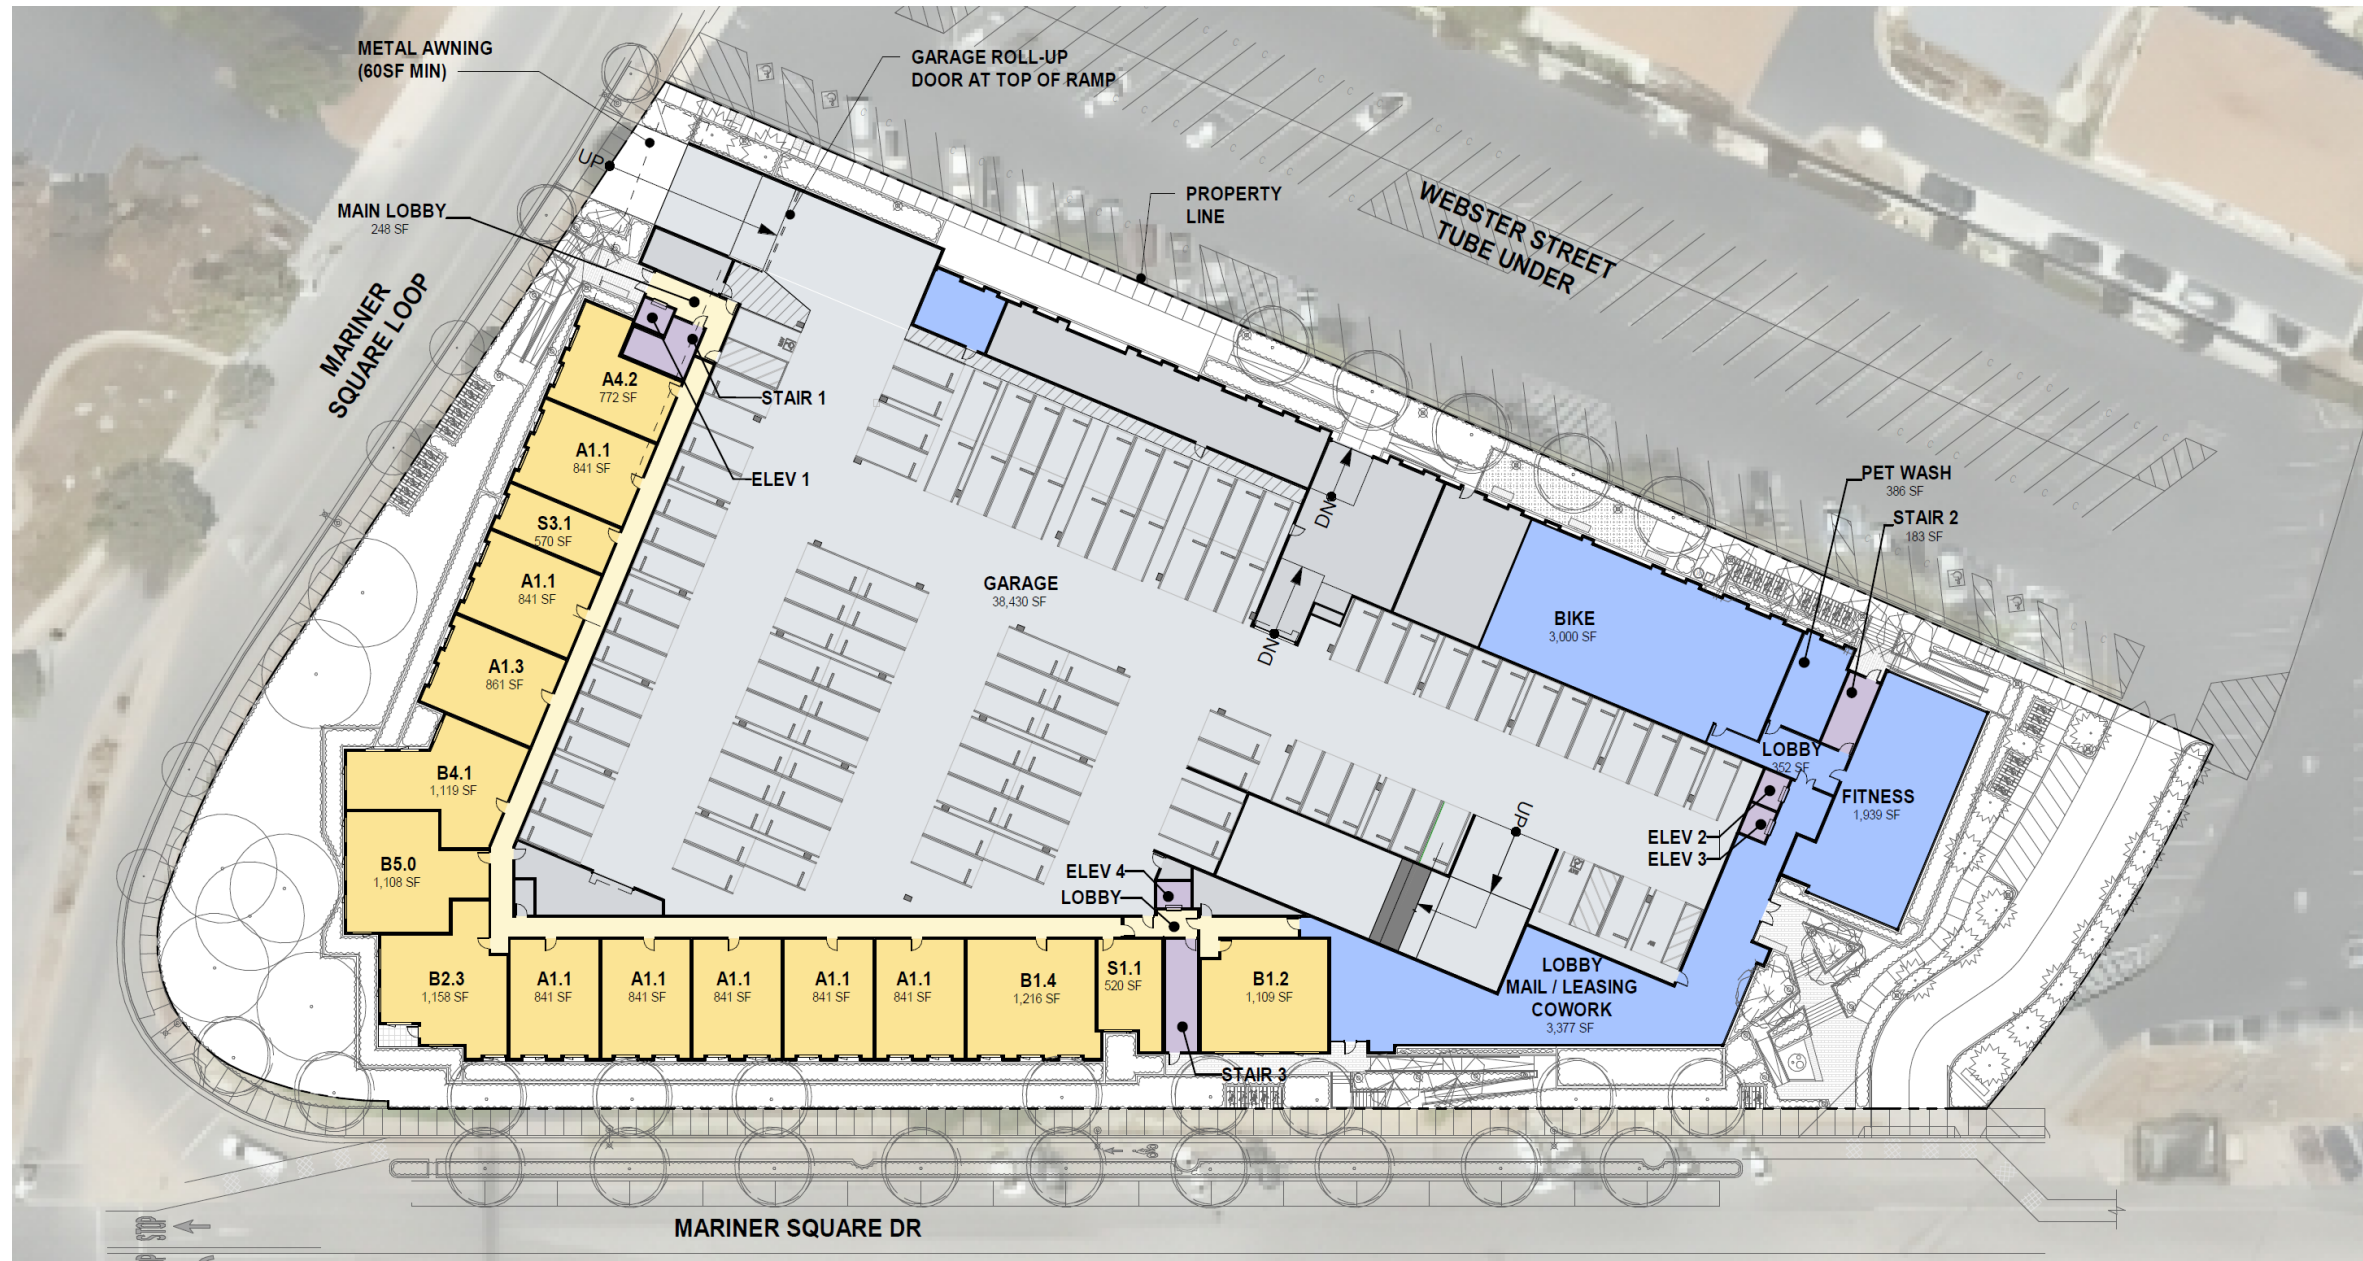 METAL AWNING
(60SF MIN)
GARAGE ROLL-UP
DOOR AT TOP OF RAMP
UP
PROPERTY
LINE
WEBSTER STREET
TUBE UNDER
MAIN LOBBY
248 SF
MARINER
SQUARE LOOP
A4.2
772 SF
STAIR 1
A1.1
841 SF
ELEV 1
S3.1
570 SF
A1.1
841 SF
A1.3
861 SF
B4.1
1,119 SF
B5.0
1,108 SF
GARAGE
38,430 SF
DN
DN
PET WASH
386 SF
STAIR 2
183 SF
BIKE
3,000 SF
LOBBY
352 SF
FITNESS
1,939 SF
UP
ELEV 2
ELEV 3
ELEV 4
LOBBY
B2.3
1,158 SF
A1.1
841 SF
A1.1
841 SF
A1.1
841 SF
A1.1
841 SF
A1.1
841 SF
B1.4
1,216 SF
S1.1
520 SF
B1.2
1,109 SF
LOBBY
MAIL / LEASING
COWORK
3,377 SF
STAIR 3
MARINER SQUARE DR
STOP